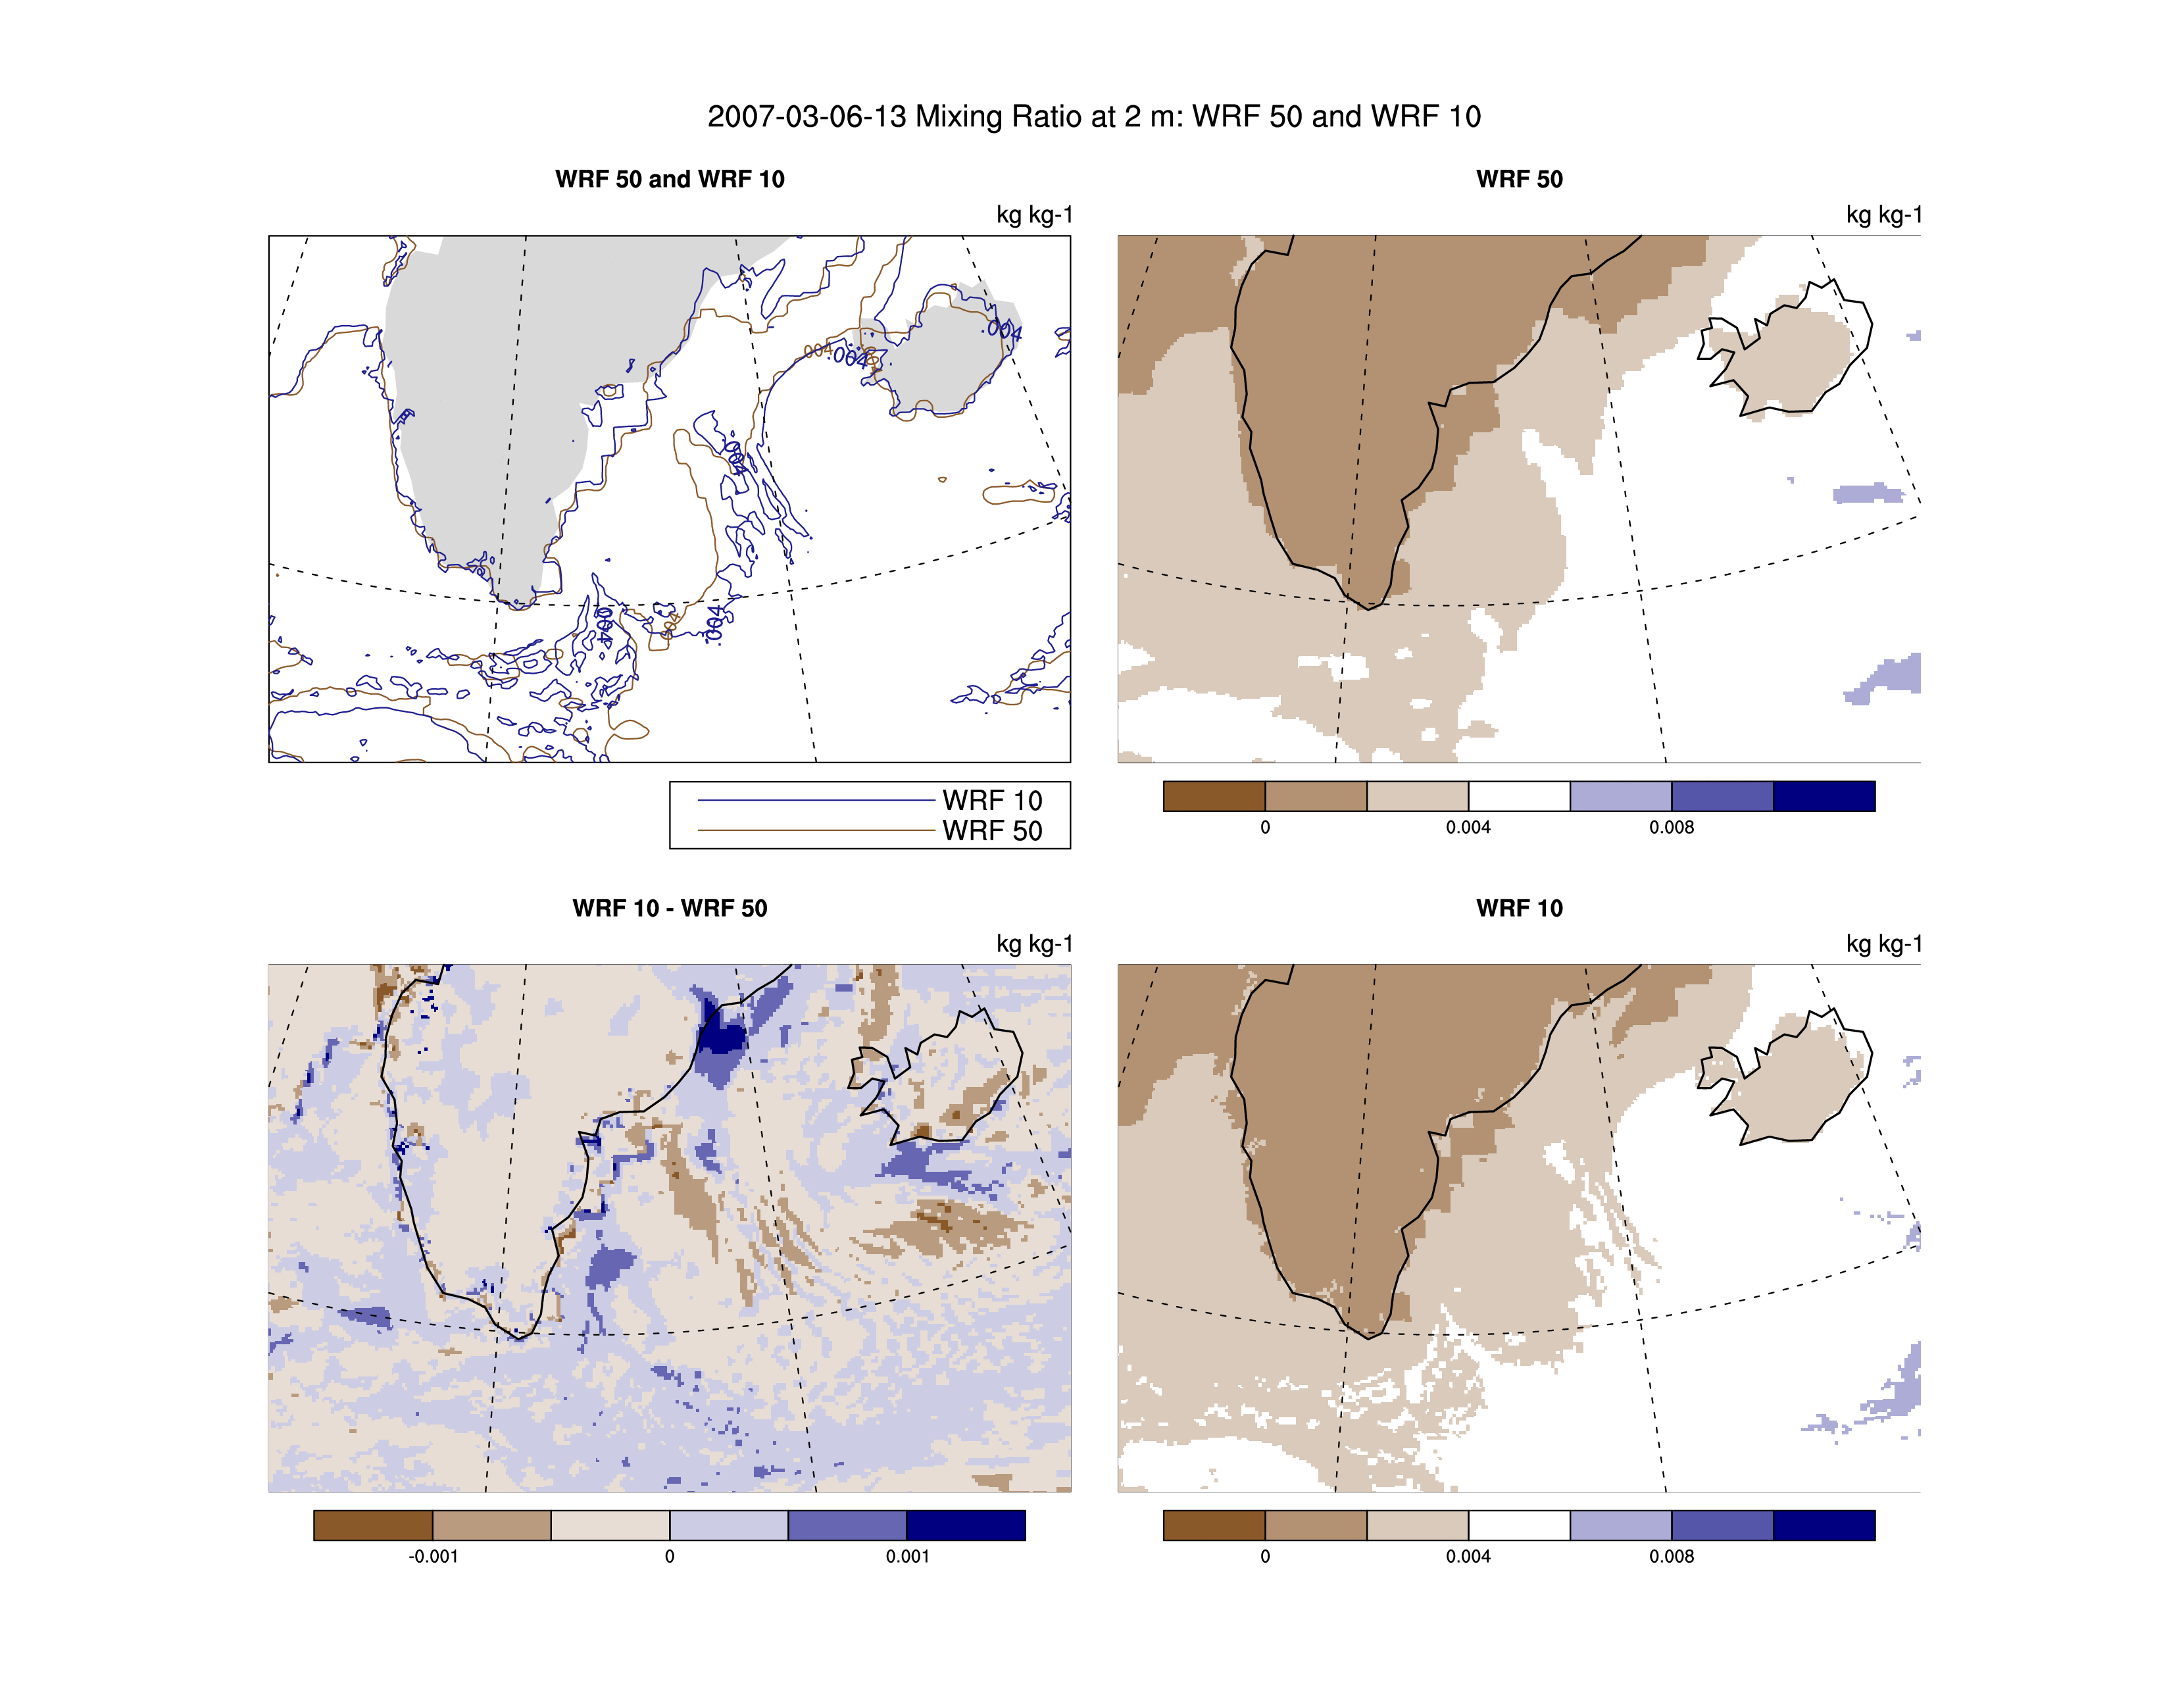 2007-03-06-13 Mixing Ratio at 2 m: WRF 50 and WRF 10
WRF 50 and WRF 10
kg kg-1
.004
004
.004
.004
.004
.004
WRF 10
WRF 50
WRF 50
kg kg-1
0 0.004 0.008
WRF 10 - WRF 50
kg kg-1
-0.001 0 0.001
WRF 10
kg kg-1
0 0.004 0.008